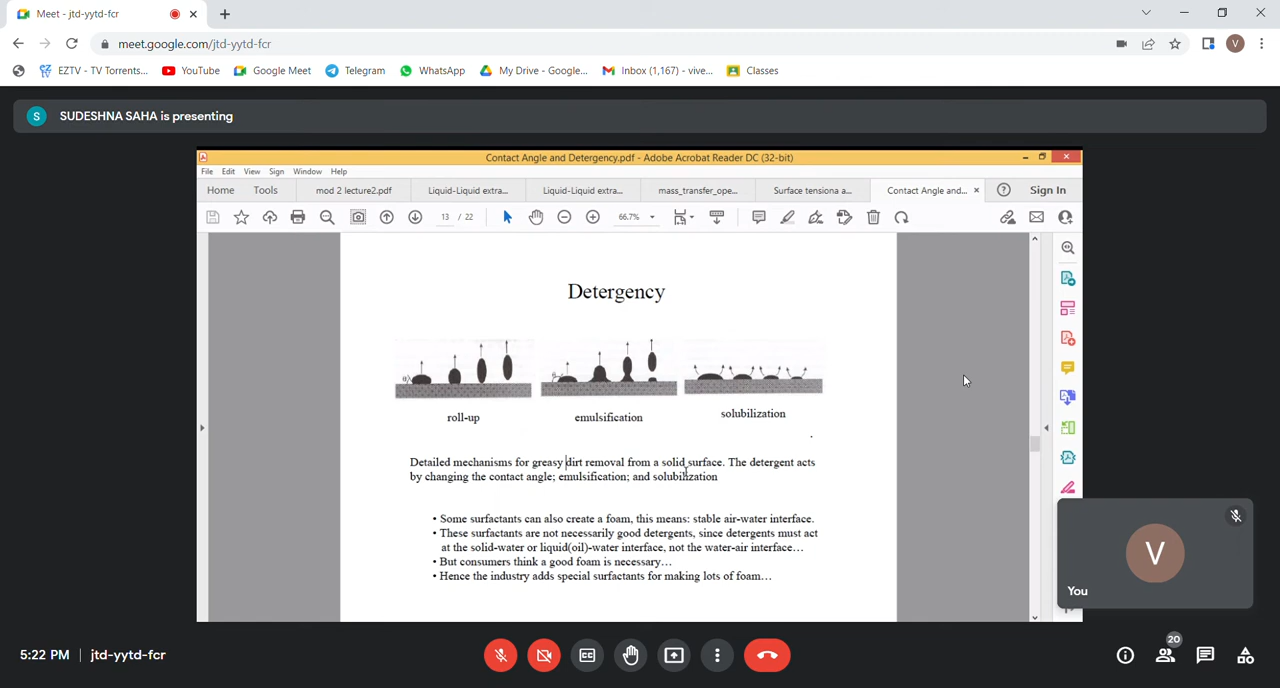 Meet - jtd-yytd-fcr
meet.google.com/jtd-yytd-fcr
V
EZTV - TV Torrents...
YouTube
Google Meet
Telegram
WhatsApp
My Drive - Google...
Inbox (1,167) - vive...
Classes
S
SUDESHNA SAHA is presenting
Contact Angle and Detergency.pdf - Adobe Acrobat Reader DC (32-bit)
File Edit View Sign Window Help
Home Tools mod 2 lecture2.pdf Liquid-Liquid extra... Liquid-Liquid extra... mass_transfer_ope... Surface tensiona a... Contact Angle and... Sign In
13 / 22 66.7%
Detergency
roll-up
emulsification
solubilization
Detailed mechanisms for greasy dirt removal from a solid surface. The detergent acts
by changing the contact angle; emulsification; and solubilization
• Some surfactants can also create a foam, this means: stable air-water interface.
• These surfactants are not necessarily good detergents, since detergents must act
at the solid-water or liquid(oil)-water interface, not the water-air interface...
• But consumers think a good foam is necessary...
• Hence the industry adds special surfactants for making lots of foam...
V
You
5:22 PM | jtd-yytd-fcr
20